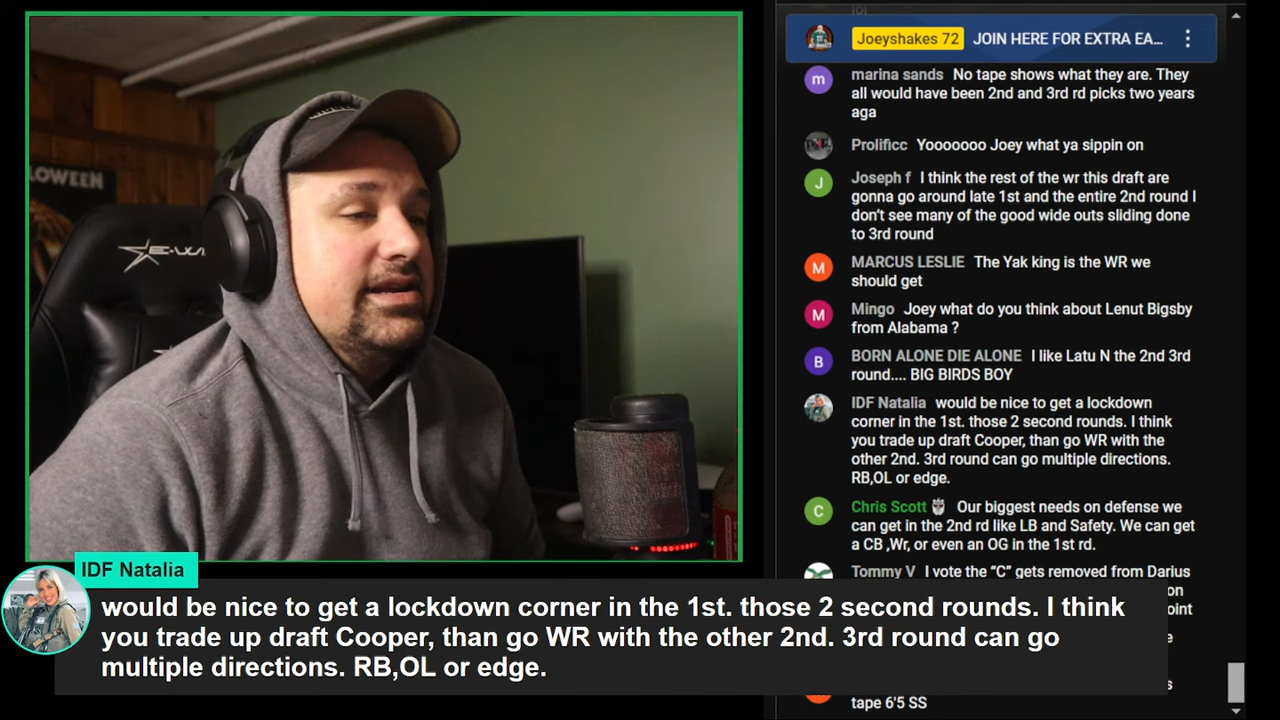 lol
Joeyshakes 72 JOIN HERE FOR EXTRA EA...
m marina sands No tape shows what they are. They
all would have been 2nd and 3rd rd picks two years
aga
Prolificc Yooooooo Joey what ya sippin on
J Joseph f I think the rest of the wr this draft are
gonna go around late 1st and the entire 2nd round I
don't see many of the good wide outs sliding done
to 3rd round
M MARCUS LESLIE The Yak king is the WR we
should get
M Mingo Joey what do you think about Lenut Bigsby
from Alabama ?
B BORN ALONE DIE ALONE I like Latu N the 2nd 3rd
round.... BIG BIRDS BOY
IDF Natalia would be nice to get a lockdown
corner in the 1st. those 2 second rounds. I think
you trade up draft Cooper, than go WR with the
other 2nd. 3rd round can go multiple directions.
RB,OL or edge.
C Chris Scott Our biggest needs on defense we
can get in the 2nd rd like LB and Safety. We can get
a CB ,Wr, or even an OG in the 1st rd.
Tommy V I vote the “C” gets removed from Darius
on
oint
e
s
tape 6'5 SS
LOWEEN
IDF Natalia
would be nice to get a lockdown corner in the 1st. those 2 second rounds. I think
you trade up draft Cooper, than go WR with the other 2nd. 3rd round can go
multiple directions. RB,OL or edge.